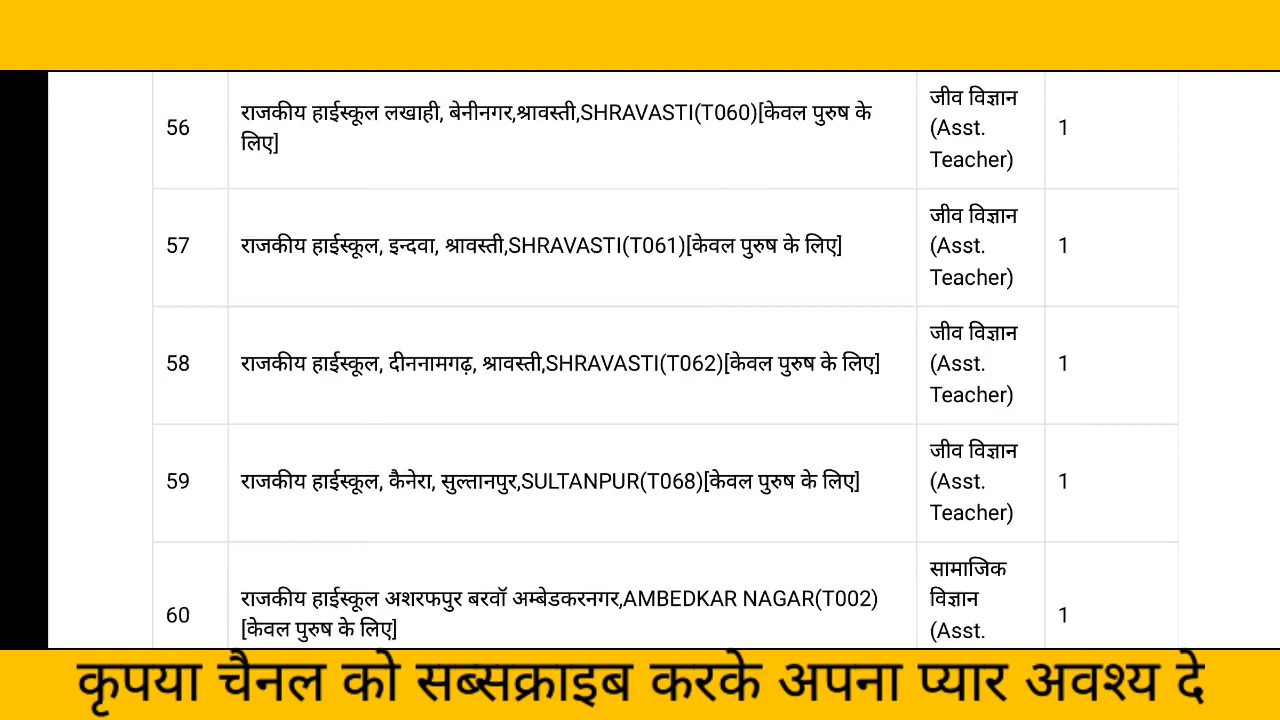 56
राजकीय हाईस्कूल लखाही, बेनीनगर,श्रावस्ती,SHRAVASTI(T060)[केवल पुरुष के
लिए]
जीव विज्ञान
(Asst.
Teacher)
1
57
राजकीय हाईस्कूल, इन्दवा, श्रावस्ती,SHRAVASTI(T061)[केवल पुरुष के लिए]
जीव विज्ञान
(Asst.
Teacher)
1
58
राजकीय हाईस्कूल, दीननामगढ़, श्रावस्ती,SHRAVASTI(T062)[केवल पुरुष के लिए]
जीव विज्ञान
(Asst.
Teacher)
1
59
राजकीय हाईस्कूल, कैनेरा, सुल्तानपुर,SULTANPUR(T068)[केवल पुरुष के लिए]
जीव विज्ञान
(Asst.
Teacher)
1
60
राजकीय हाईस्कूल अशरफपुर बरवॉ अम्बेडकरनगर,AMBEDKAR NAGAR(T002)
[केवल पुरुष के लिए]
सामाजिक
विज्ञान
(Asst.
1
कृपया चैनल को सब्सक्राइब करके अपना प्यार अवश्य दे